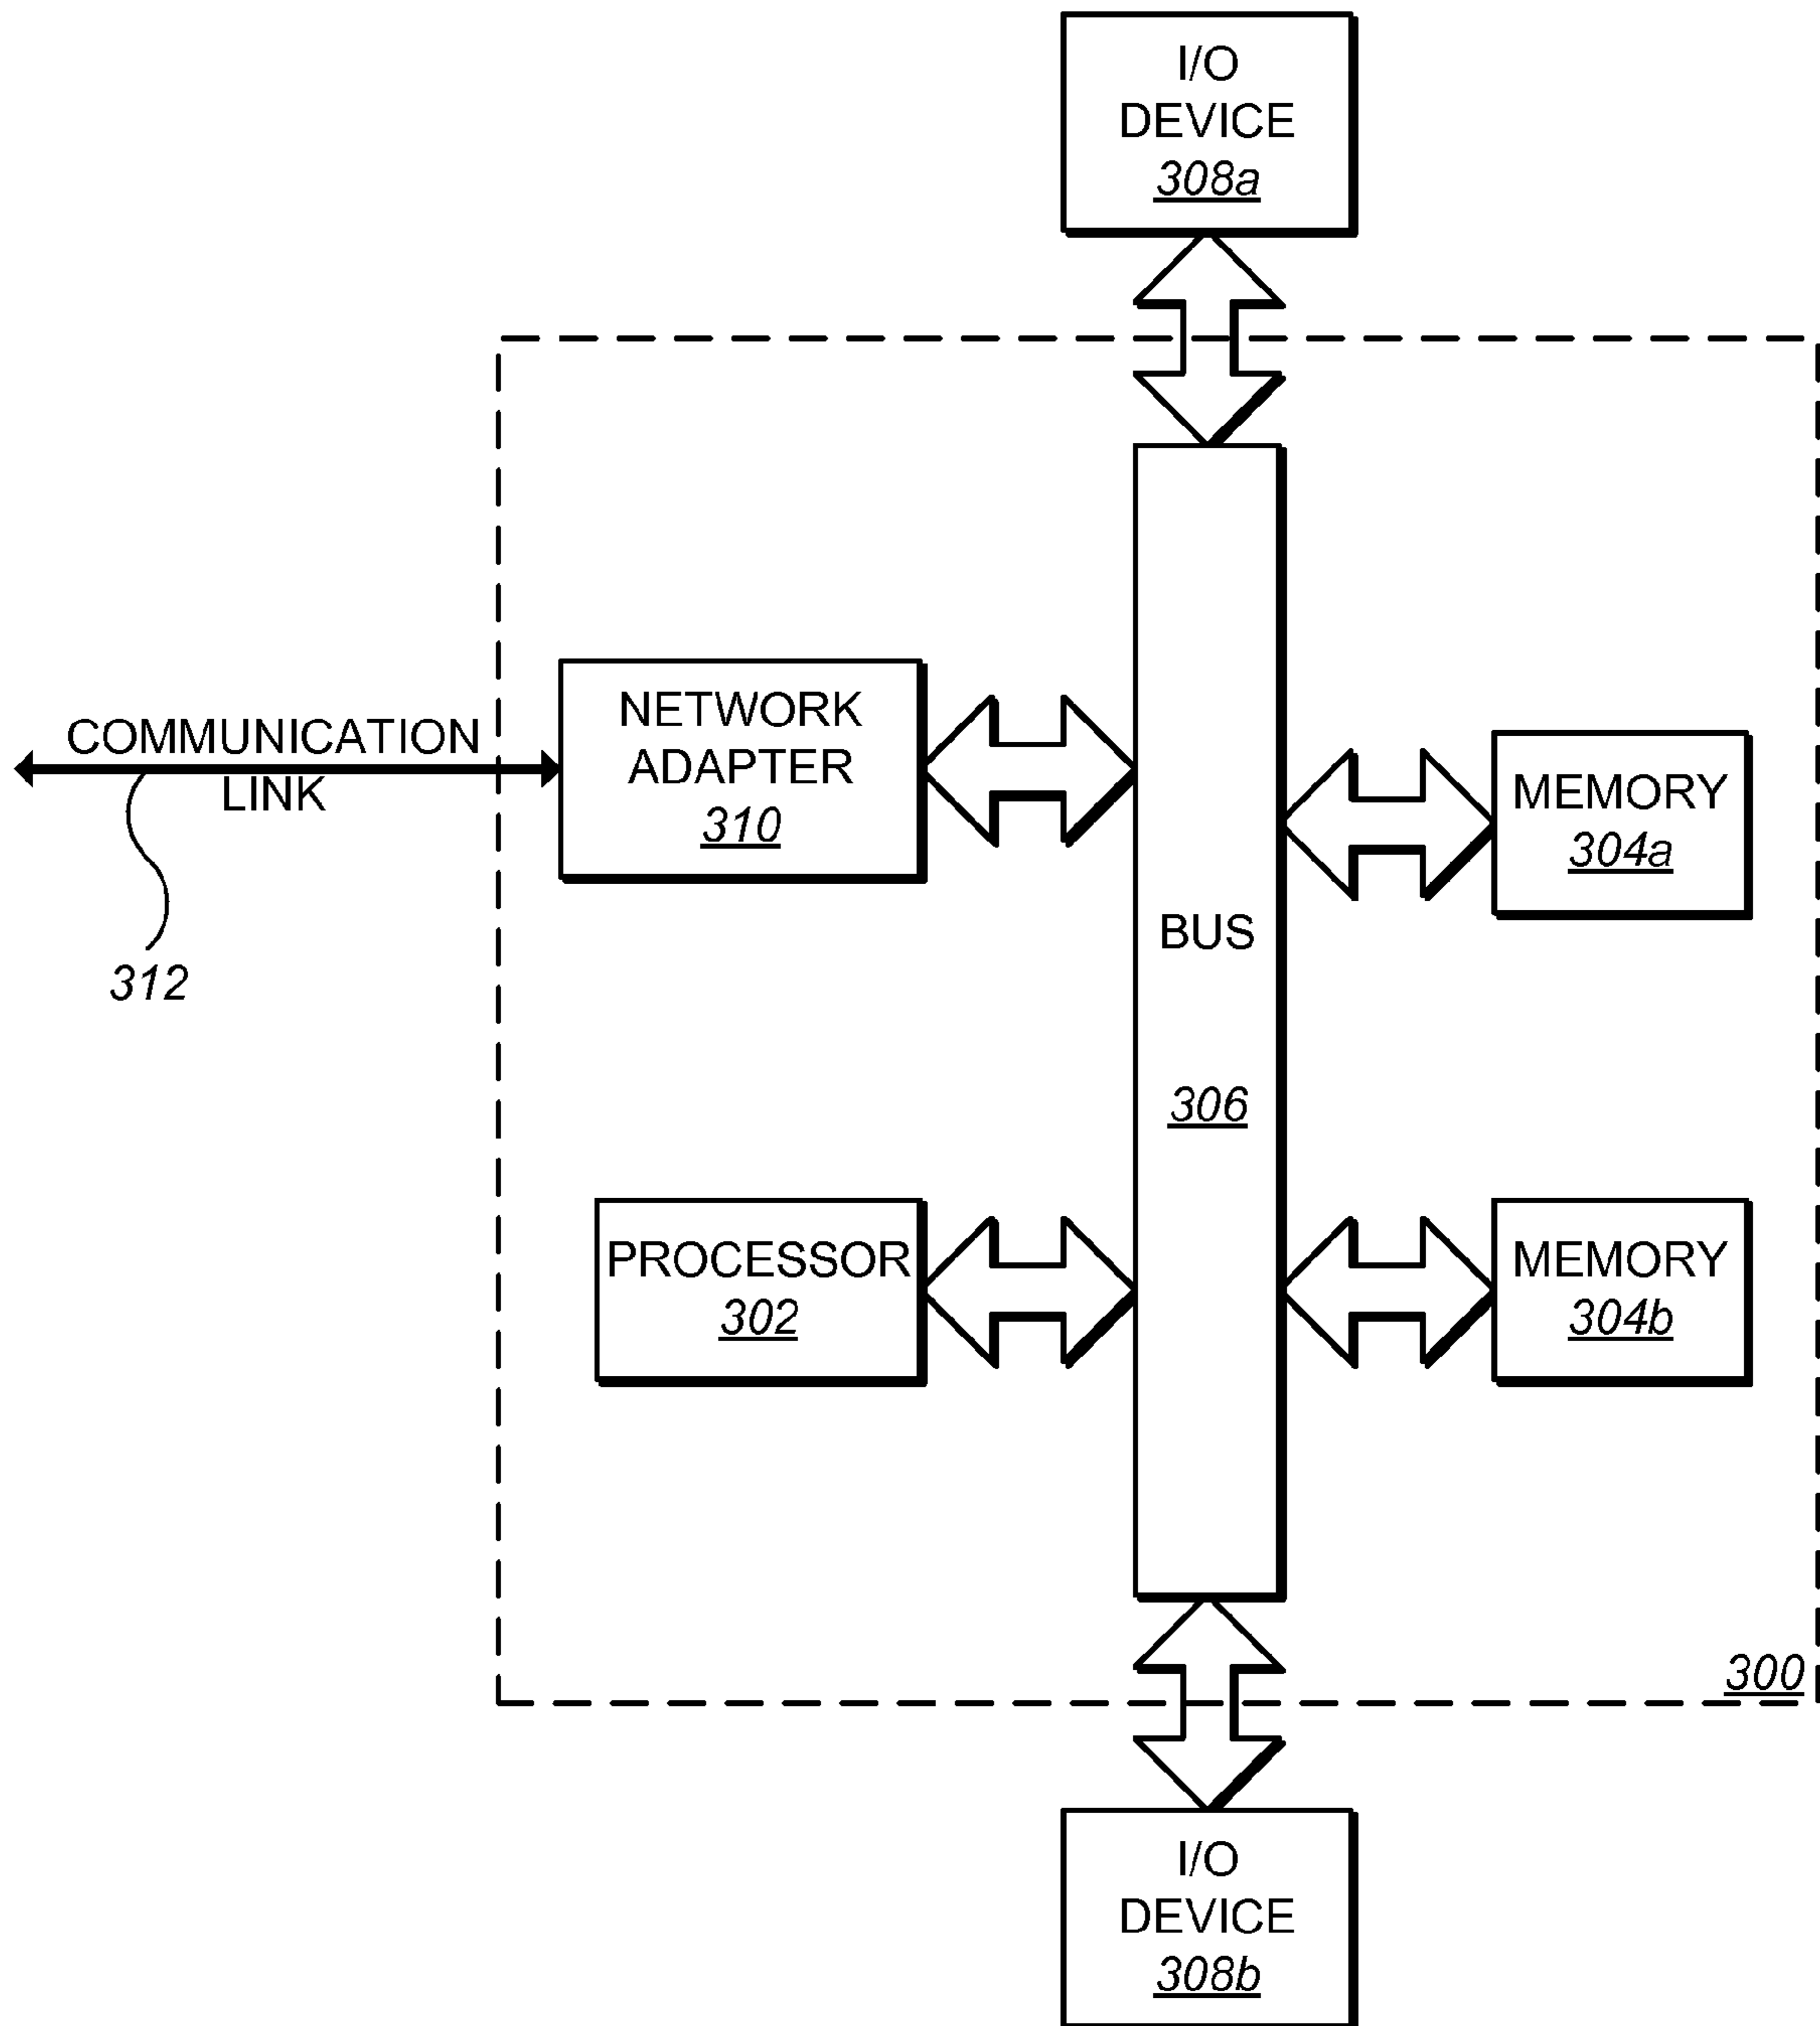 I/O
DEVICE
308a
COMMUNICATION
LINK
312
NETWORK
ADAPTER
310
MEMORY
304a
BUS
306
PROCESSOR
302
MEMORY
304b
300
I/O
DEVICE
308b